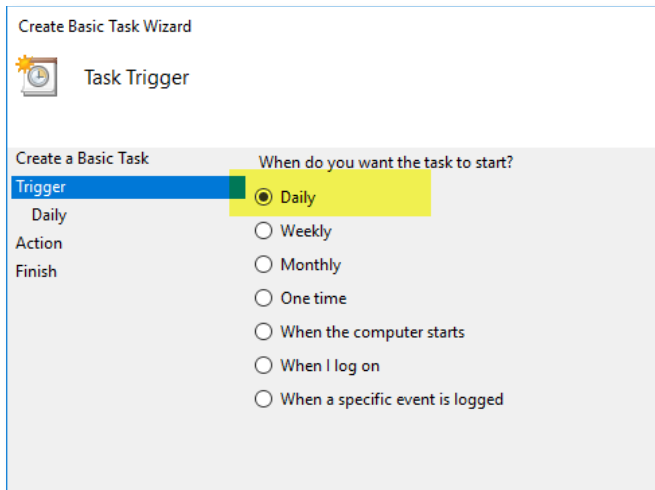 Create Basic Task Wizard
Task Trigger
Create a Basic Task
Trigger
Daily
Action
Finish
When do you want the task to start?
Daily
Weekly
Monthly
One time
When the computer starts
When I log on
When a specific event is logged